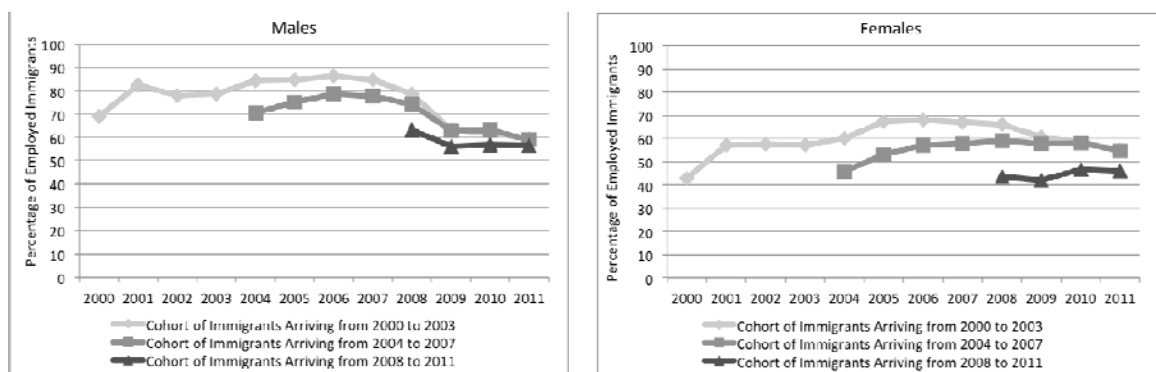 Males
Percentage of Employed Immigrants
100
90
80
70
60
50
40
30
20
10
0
2000 2001 2002 2003 2004 2005 2006 2007 2008 2009 2010 2011
Cohort of Immigrants Arriving from 2000 to 2003
Cohort of Immigrants Arriving from 2004 to 2007
Cohort of Immigrants Arriving from 2008 to 2011
Females
Percentage of Employed Immigrants
100
90
80
70
60
50
40
30
20
10
0
2000 2001 2002 2003 2004 2005 2006 2007 2008 2009 2010 2011
Cohort of Immigrants Arriving from 2000 to 2003
Cohort of Immigrants Arriving from 2004 to 2007
Cohort of Immigrants Arriving from 2008 to 2011